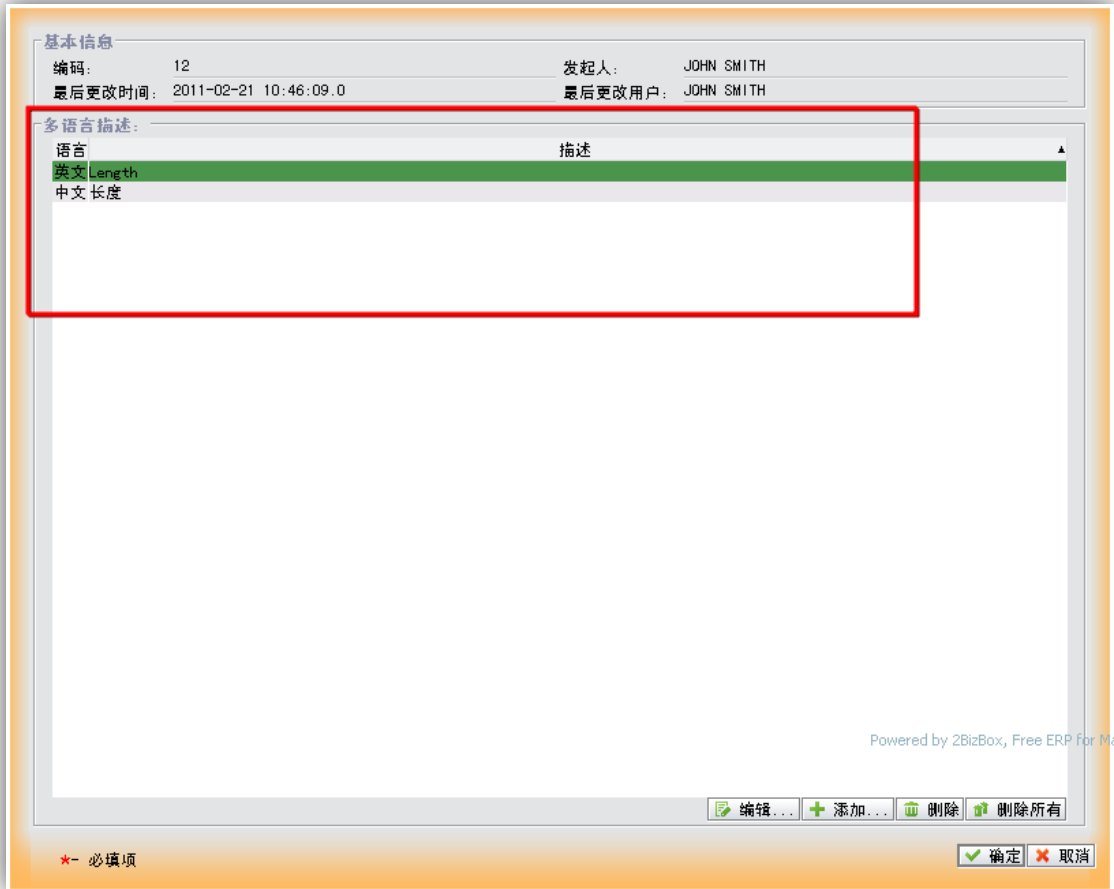 基本信息
编码: 12 发起人: JOHN SMITH
最后更改时间: 2011-02-21 10:46:09.0 最后更改用户: JOHN SMITH
多语言描述:
语言 描述
英文 Length
中文 长度
Powered by 2BizBox, Free ERP for Ma
编辑... 添加... 删除 删除所有
*- 必填项 确定 取消